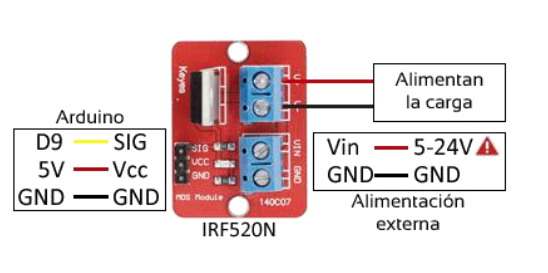 Arduino
D9 SIG
5V Vcc
GND GND
Keyes
SIG
VCC
GND
MOS Module
140C07
V+
V-
VIN
GND
IRF520N
Alimentan
la carga
Vin 5-24V
GND GND
Alimentación
externa